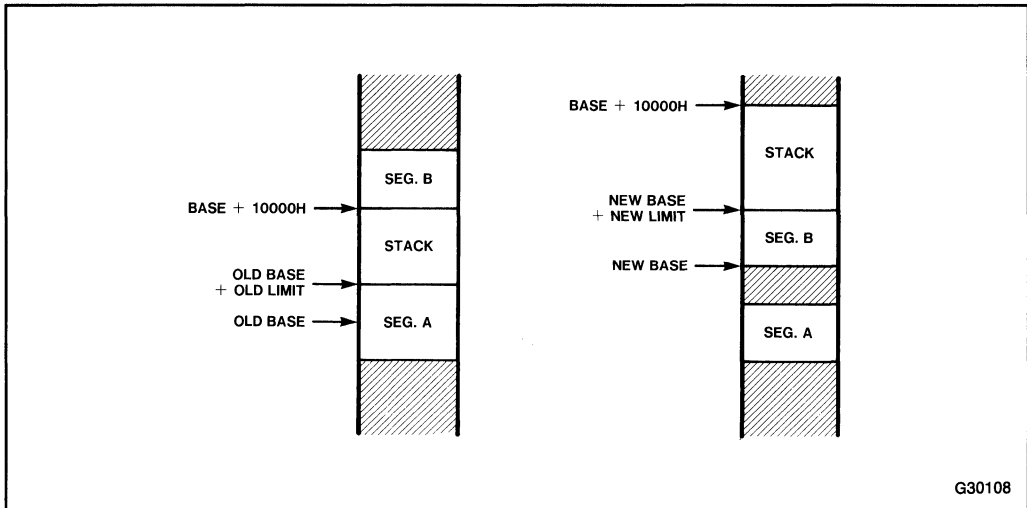 SEG. B
BASE + 10000H
STACK
OLD BASE
+ OLD LIMIT
OLD BASE
SEG. A
BASE + 10000H
STACK
NEW BASE
+ NEW LIMIT
SEG. B
NEW BASE
SEG. A
G30108